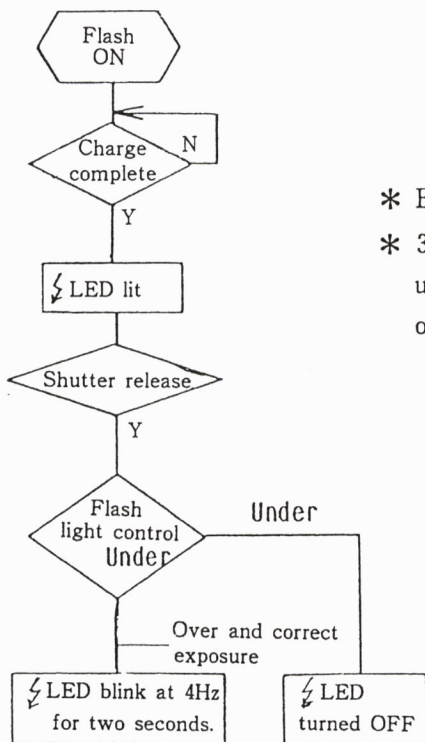 Flash
ON
N
Charge
complete
Y
LED lit
Shutter release
Y
Flash
light control
Under
Under
Over and correct
exposure
LED blink at 4Hz
for two seconds.
LED
turned OFF
*
* 3
u
o